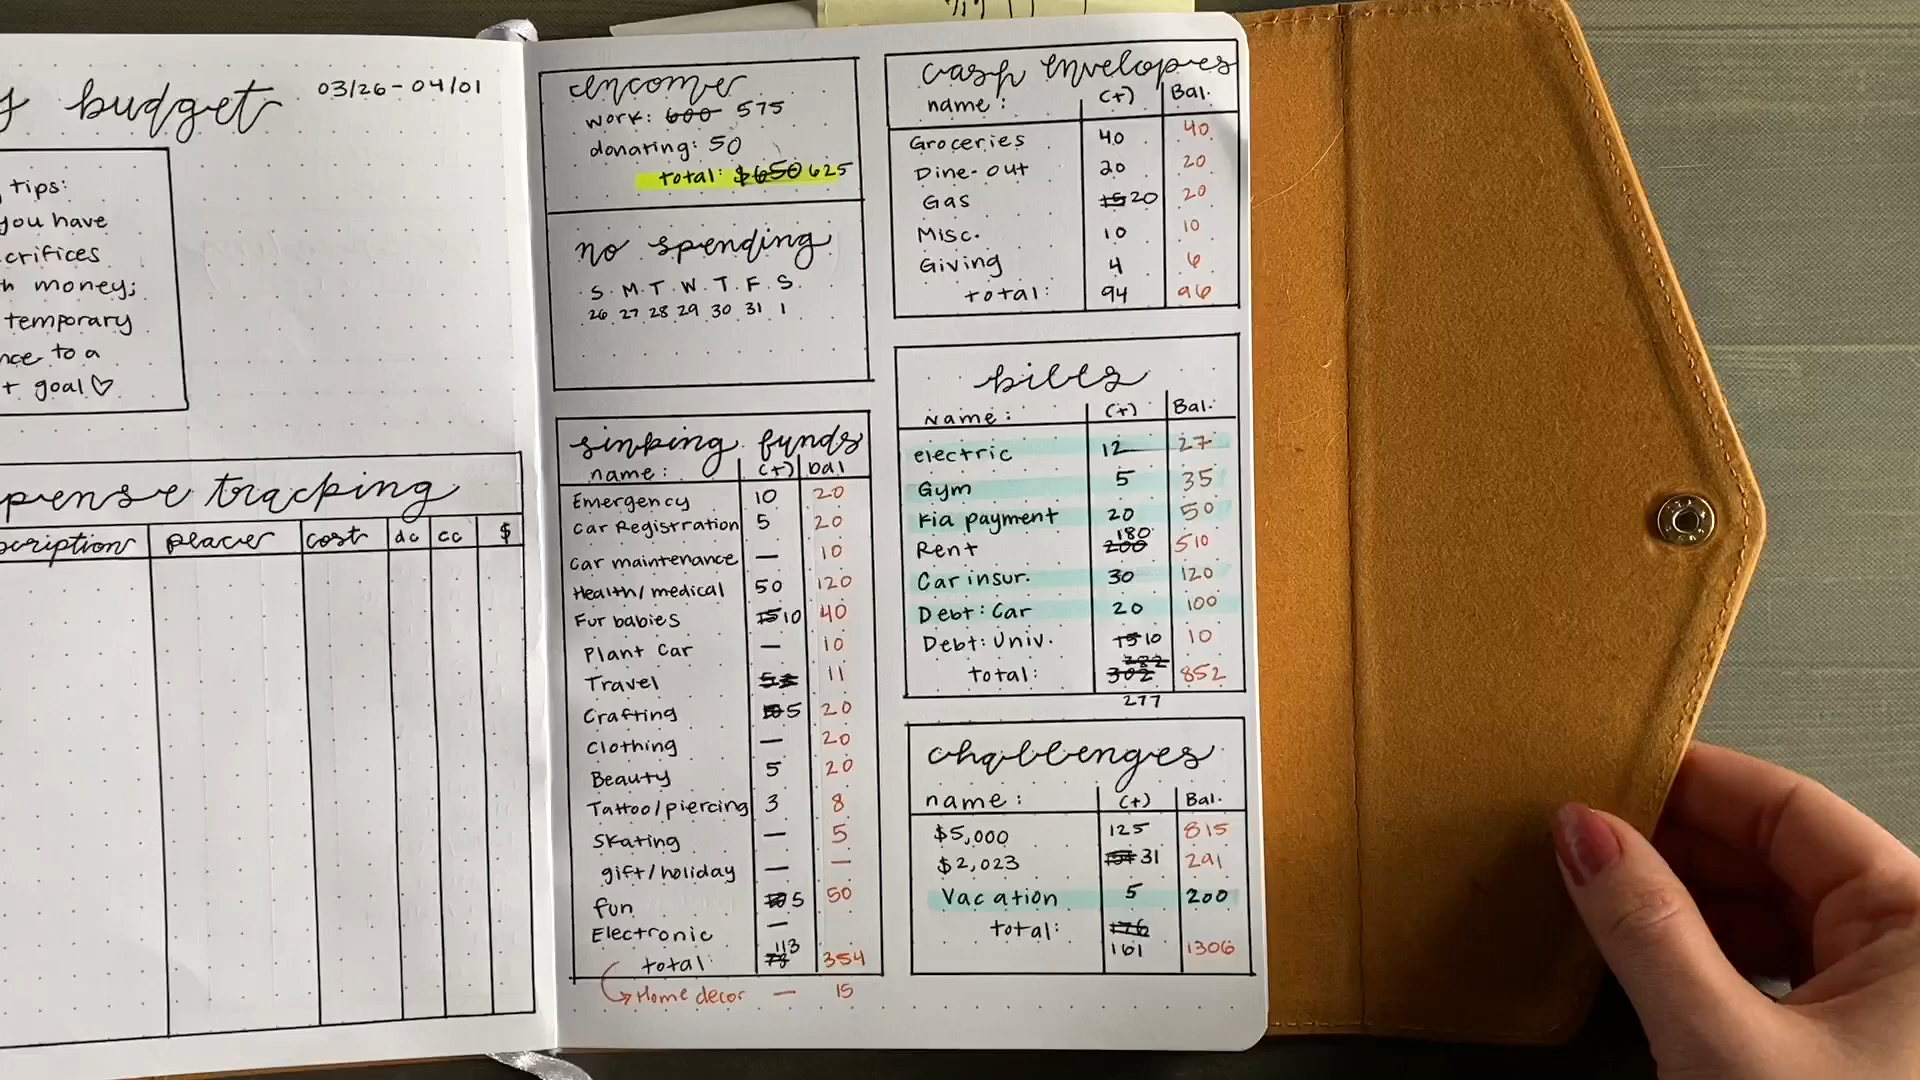 budget 03/26-04/01
tips:
you have
crifices
money;
temporary
to a
goal♡
pense tracking
cription places cost dc cc $
income
work: 600 575
donating: 50
total: $650 625
no spending
S. M. T. W. T. F. S.
26 27 28 29 30 31 1
sinking funds
name: (+) bal
Emergency 10 20
Car Registration 5 20
Car maintenance — 10
Health/medical 50 120
Fur babies 15 10 40
Plant Car — 10
Travel 11
Crafting 5 20
Clothing — 20
Beauty 5 20
Tattoo/piercing 3 8
Skating — 5
gift/holiday — —
fun 5 50
Electronic —
total: 113 354
Home decor — 15
cash envelopes
name: (+) Bal.
Groceries 40 40
Dine-out 20 20
Gas 15 20 20
Misc. 10 10
Giving 4 6
total: 94 96
bills
Name: (+) Bal.
electric 12 27
Gym 5 35
Kia payment 20 50
Rent 200 180 510
Car insur. 30 120
Debt: Car 20 100
Debt: Univ. 15 10 10
total: 302 282 852
277
challenges
name: (+) Bal.
$5,000 125 815
$2,023 31 291
Vacation 5 200
total: 176
161 1306